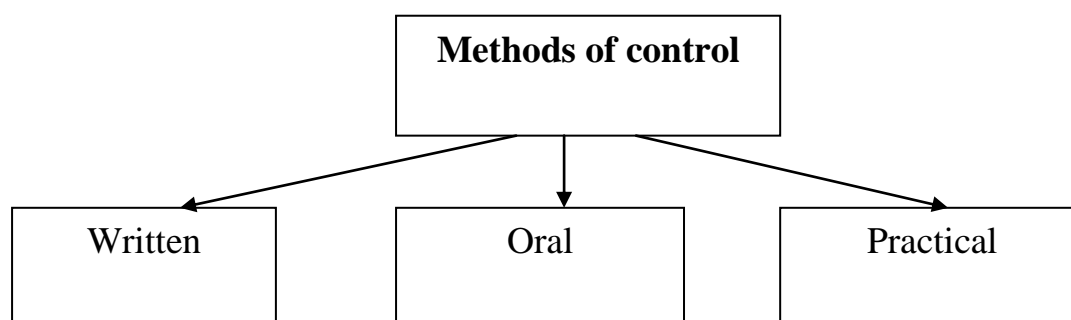 Methods of control
Written
Oral
Practical